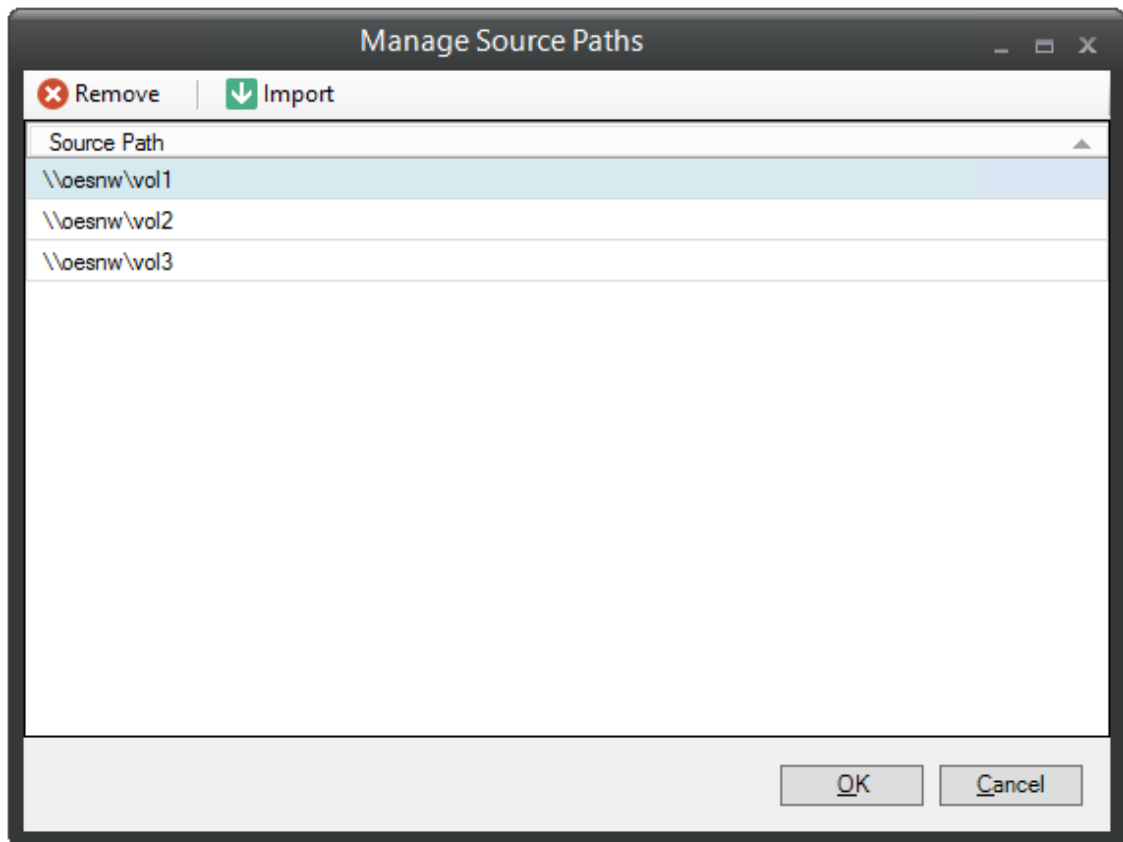 Manage Source Paths
Remove Import
Source Path
\\oesnw\vol1
\\oesnw\vol2
\\oesnw\vol3
OK Cancel